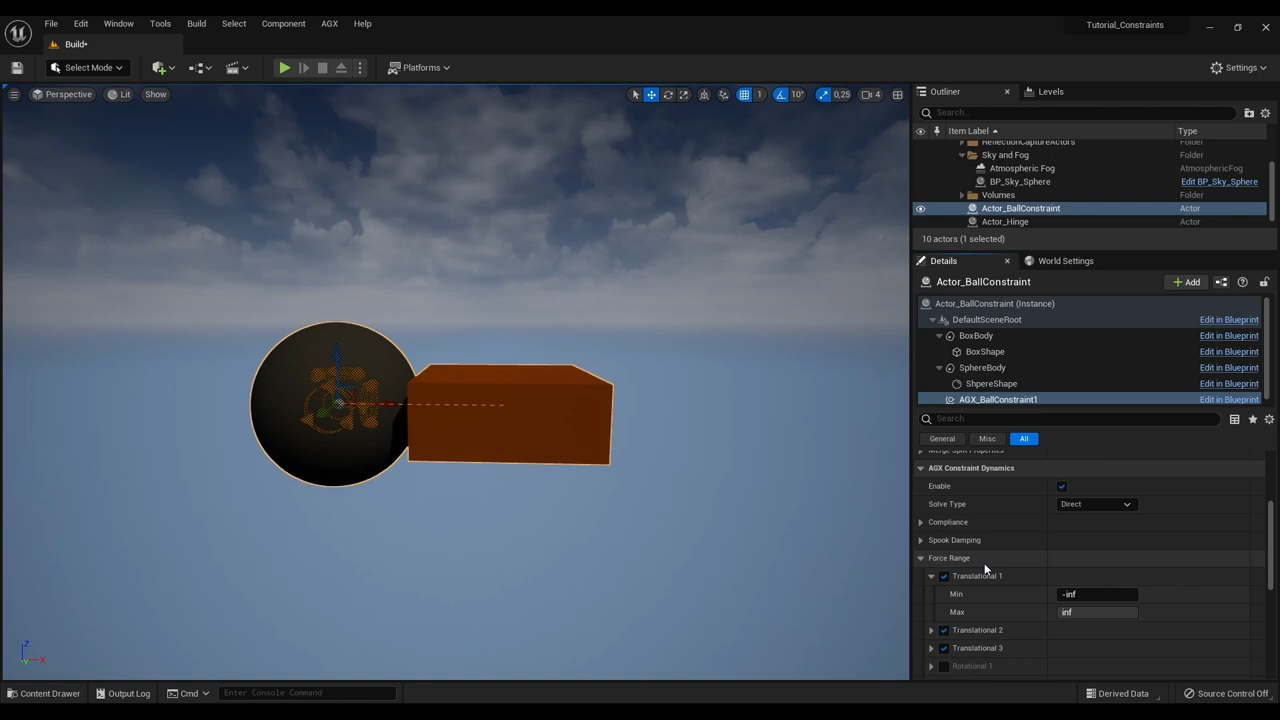 File Edit Window Tools Build Select Component AGX Help
Tutorial_Constraints
Build*
Select Mode
Platforms
Settings
Perspective Lit Show
1 10° 0,25 4
Outliner Levels
Search...
Item Label Type
ReflectionCaptureActors Folder
Sky and Fog Folder
Atmospheric Fog AtmosphericFog
BP_Sky_Sphere Edit BP_Sky_Sphere
Volumes Folder
Actor_BallConstraint Actor
Actor_Hinge Actor
10 actors (1 selected)
Details World Settings
Actor_BallConstraint
Add
Actor_BallConstraint (Instance)
DefaultSceneRoot Edit in Blueprint
BoxBody Edit in Blueprint
BoxShape Edit in Blueprint
SphereBody Edit in Blueprint
ShpereShape Edit in Blueprint
AGX_BallConstraint1 Edit in Blueprint
Search
General Misc All
Merge Split Properties
AGX Constraint Dynamics
Enable
Solve Type Direct
Compliance
Spook Damping
Force Range
Translational 1
Min -inf
Max inf
Translational 2
Translational 3
Rotational 1
Z
X
Content Drawer Output Log Cmd Enter Console Command
Derived Data Source Control Off